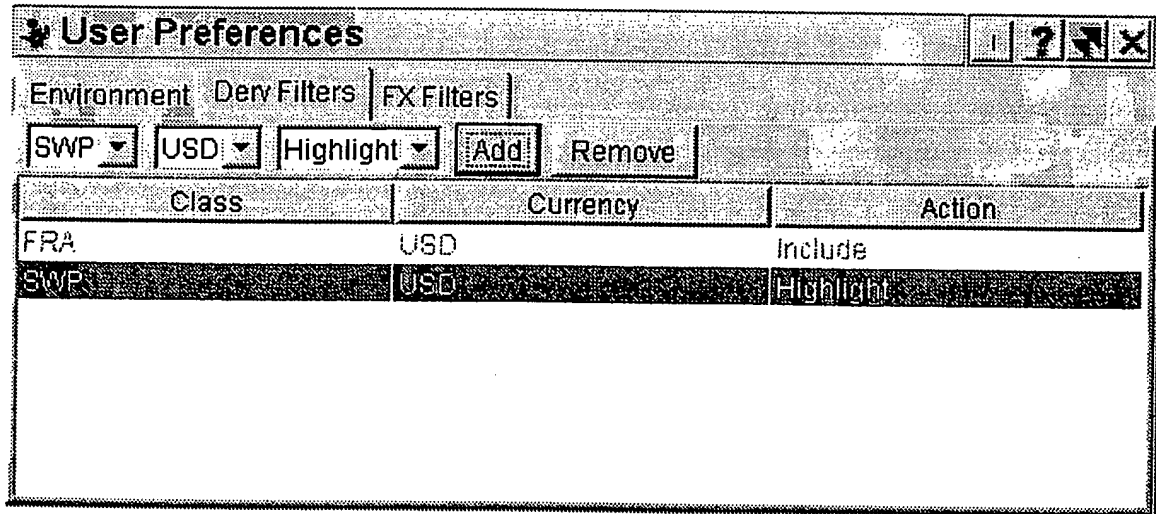 User Preferences ?
Environment Derv Filters FX Filters
SWP USD Highlight Add Remove
Class Currency Action
FRA USD Include
SWP USD Highlight